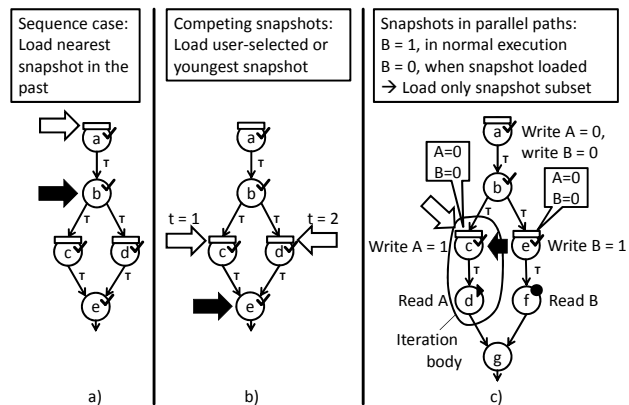 Sequence case:
Load nearest
snapshot in the
past
Competing snapshots:
Load user-selected or
youngest snapshot
Snapshots in parallel paths:
B = 1, in normal execution
B = 0, when snapshot loaded
→ Load only snapshot subset
a
T
b
T
T
c
d
T
e
a)
a
T
b
T
T
t = 1
t = 2
c
d
T
e
b)
a
Write A = 0,
write B = 0
T
A=0
B=0
b
A=0
B=0
T
T
Write A = 1
c
e
Write B = 1
T
T
Read A
d
f
Read B
Iteration
body
g
c)